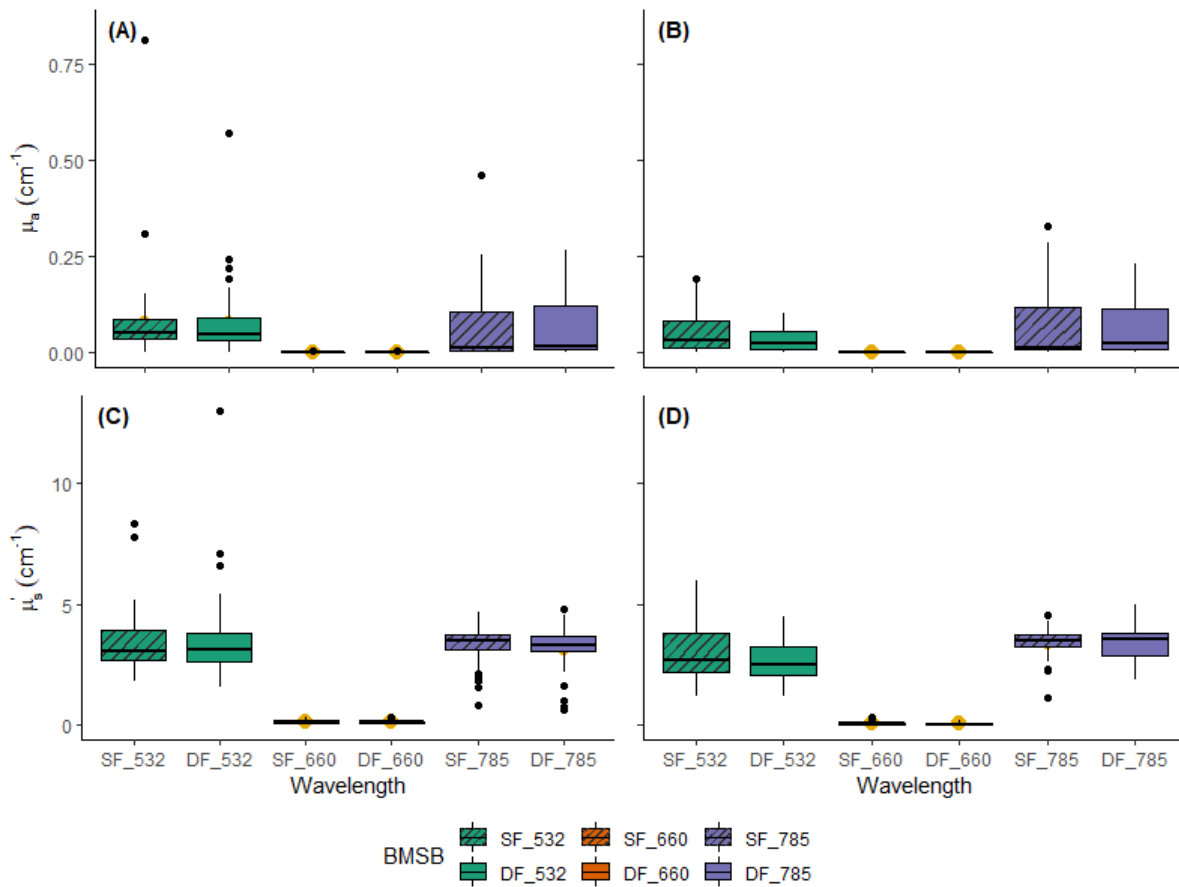 (A)
(B)
0.75
0.50
0.25
0.00
μa (cm-1)
(C)
(D)
10
5
0
μ's (cm-1)
SF_532 DF_532 SF_660 DF_660 SF_785 DF_785
SF_532 DF_532 SF_660 DF_660 SF_785 DF_785
Wavelength
Wavelength
BMSB
SF_532 SF_660 SF_785
DF_532 DF_660 DF_785